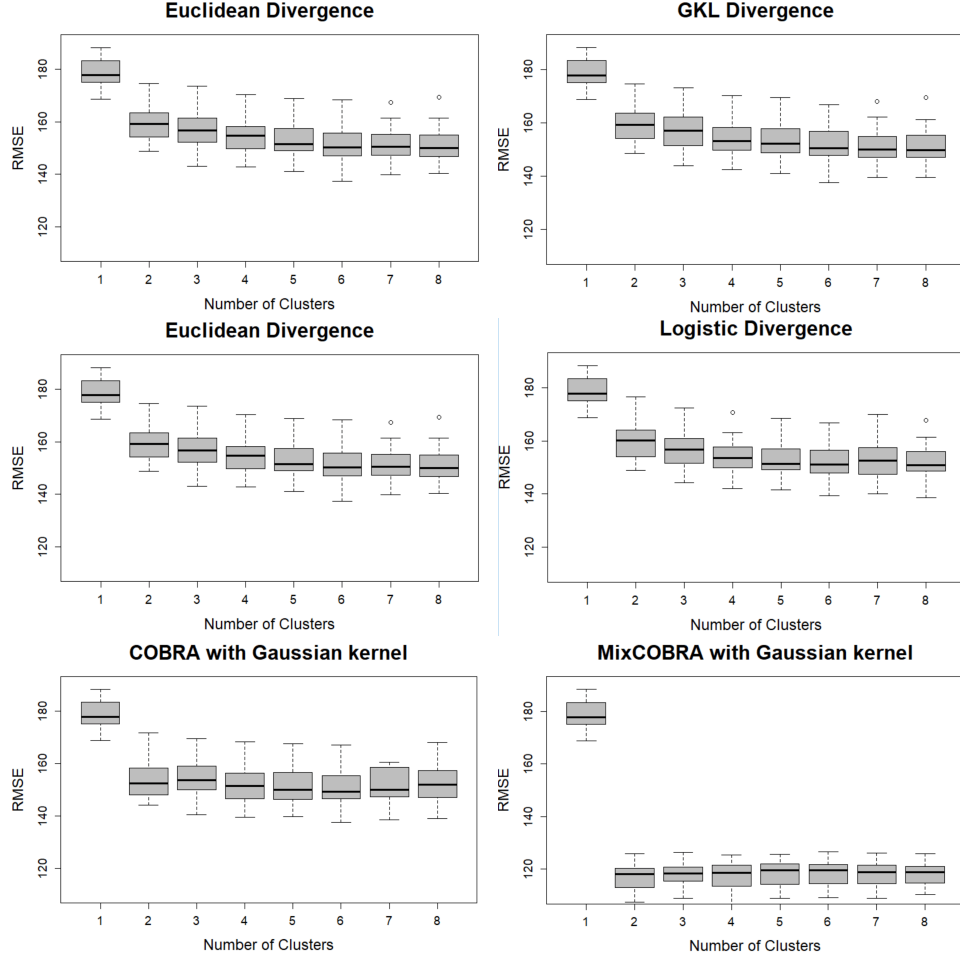 Euclidean Divergence
RMSE
180
160
140
120
1 2 3 4 5 6 7 8
Number of Clusters
GKL Divergence
RMSE
180
160
140
120
1 2 3 4 5 6 7 8
Number of Clusters
Euclidean Divergence
RMSE
180
160
140
120
1 2 3 4 5 6 7 8
Number of Clusters
Logistic Divergence
RMSE
180
160
140
120
1 2 3 4 5 6 7 8
Number of Clusters
COBRA with Gaussian kernel
RMSE
180
160
140
120
1 2 3 4 5 6 7 8
Number of Clusters
MixCOBRA with Gaussian kernel
RMSE
180
160
140
120
1 2 3 4 5 6 7 8
Number of Clusters